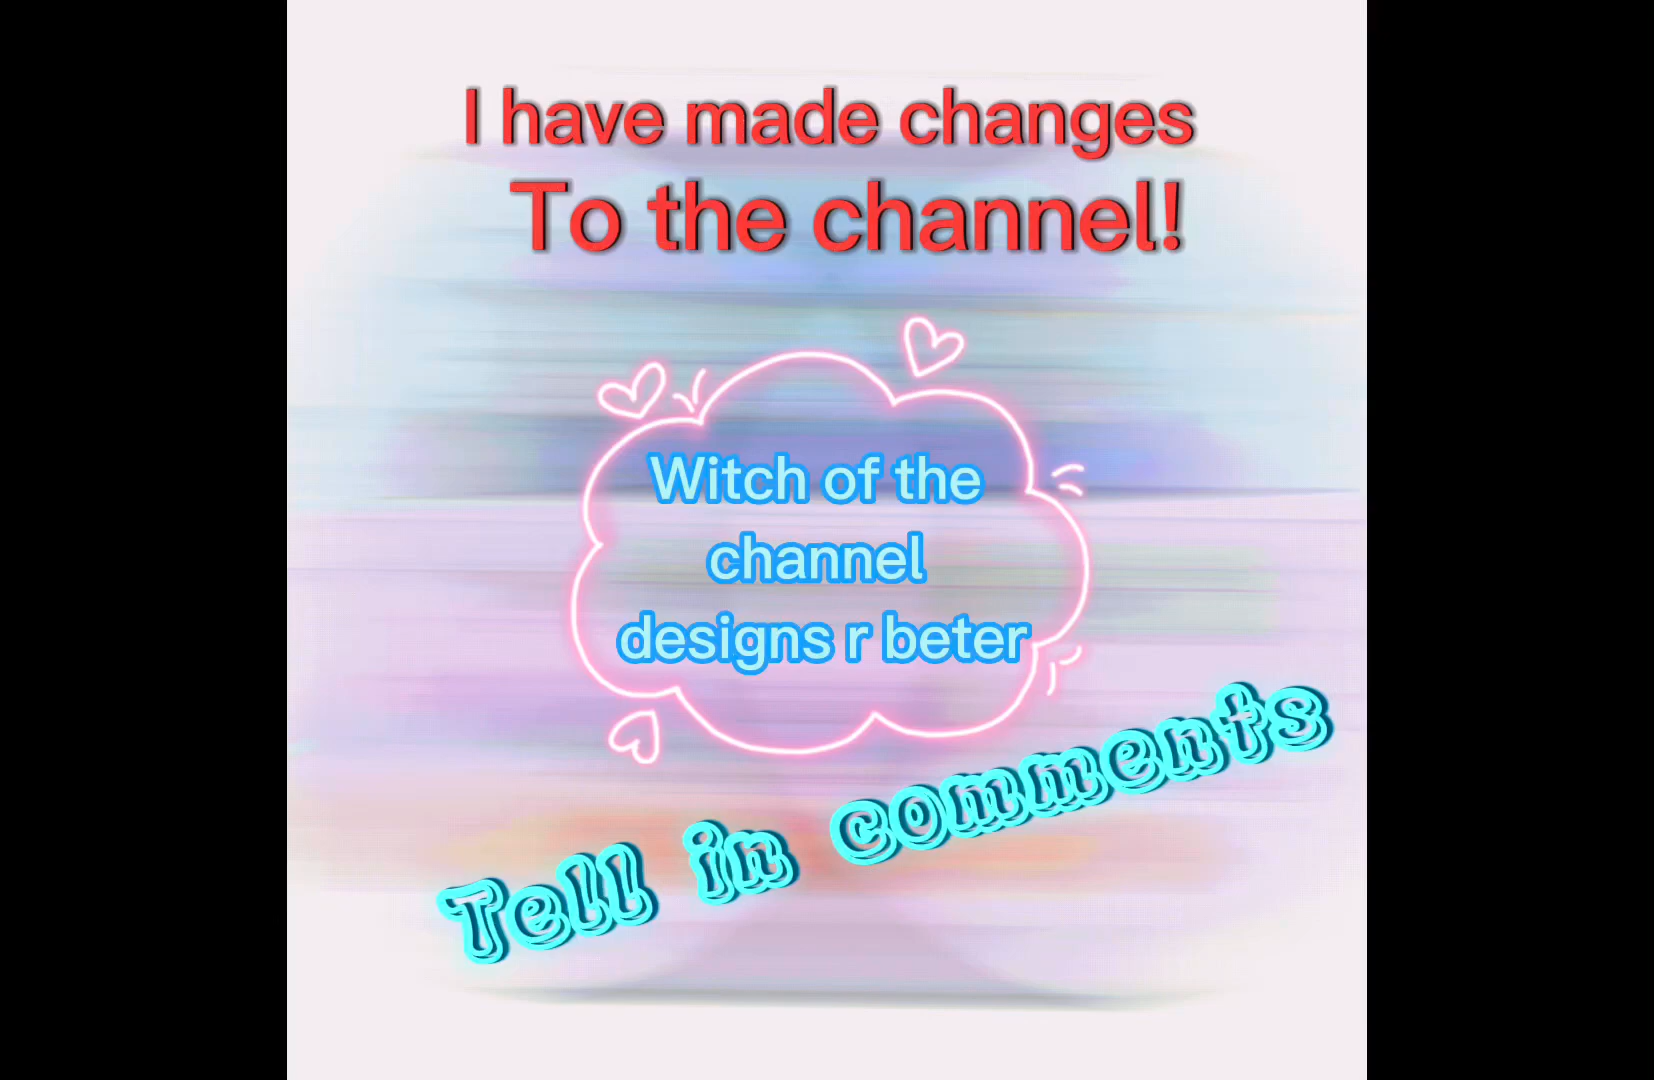 I have made changes
To the channel!
Witch of the
channel
designs r beter
Tell in comments